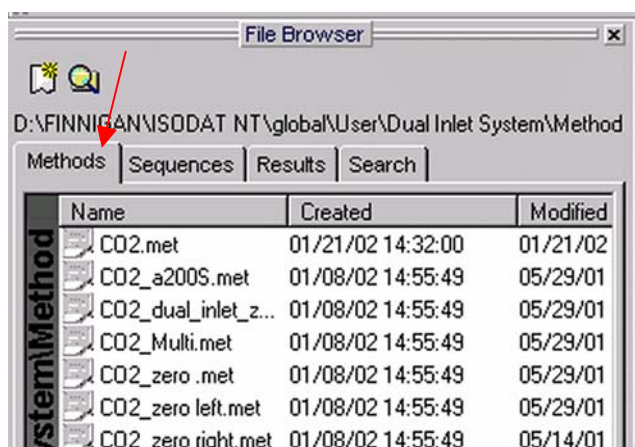 File Browser
D:\FINNIGAN\ISODAT NT\global\User\Dual Inlet System\Method
Methods Sequences Results Search
Name Created Modified
CO2.met 01/21/02 14:32:00 01/21/02
CO2_a200S.met 01/08/02 14:55:49 05/29/01
CO2_dual_inlet_z... 01/08/02 14:55:49 05/29/01
CO2_Multi.met 01/08/02 14:55:49 05/29/01
CO2_zero .met 01/08/02 14:55:49 05/29/01
CO2_zero left.met 01/08/02 14:55:49 05/29/01
CO2_zero right.met 01/08/02 14:55:49 05/14/01
ystem\Method